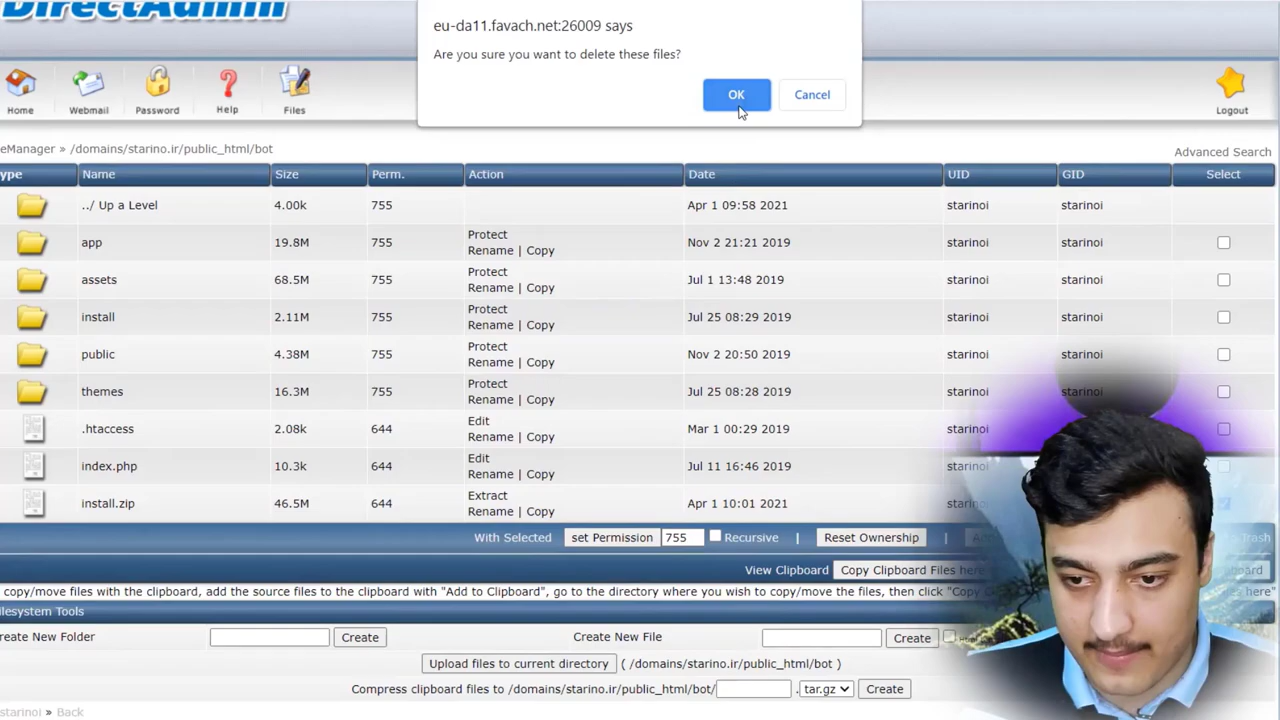 DirectAdmin
eu-da11.favach.net:26009 says
Are you sure you want to delete these files?
OK Cancel
Home Webmail Password Help Files Logout
eManager » /domains/starino.ir/public_html/bot
Advanced Search
ype Name Size Perm. Action Date UID GID Select
../ Up a Level 4.00k 755 Apr 1 09:58 2021 starinoi starinoi
app 19.8M 755 Protect Nov 2 21:21 2019 starinoi starinoi
Rename | Copy
assets 68.5M 755 Protect Jul 1 13:48 2019 starinoi starinoi
Rename | Copy
install 2.11M 755 Protect Jul 25 08:29 2019 starinoi starinoi
Rename | Copy
public 4.38M 755 Protect Nov 2 20:50 2019 starinoi starinoi
Rename | Copy
themes 16.3M 755 Protect Jul 25 08:28 2019 starinoi starinoi
Rename | Copy
.htaccess 2.08k 644 Edit Mar 1 00:29 2019 starinoi starinoi
Rename | Copy
index.php 10.3k 644 Edit Jul 11 16:46 2019 starinoi
Rename | Copy
install.zip 46.5M 644 Extract Apr 1 10:01 2021
Rename | Copy
With Selected set Permission 755 Recursive | Reset Ownership | Trash
View Clipboard Copy Clipboard Files here
copy/move files with the clipboard, add the source files to the clipboard with "Add to Clipboard", go to the directory where you wish to copy/move the files, then click "Copy here"
ilesystem Tools
reate New Folder Create Create New File Create
Upload files to current directory ( /domains/starino.ir/public_html/bot )
Compress clipboard files to /domains/starino.ir/public_html/bot/ .tar.gz Create
starinoi » Back